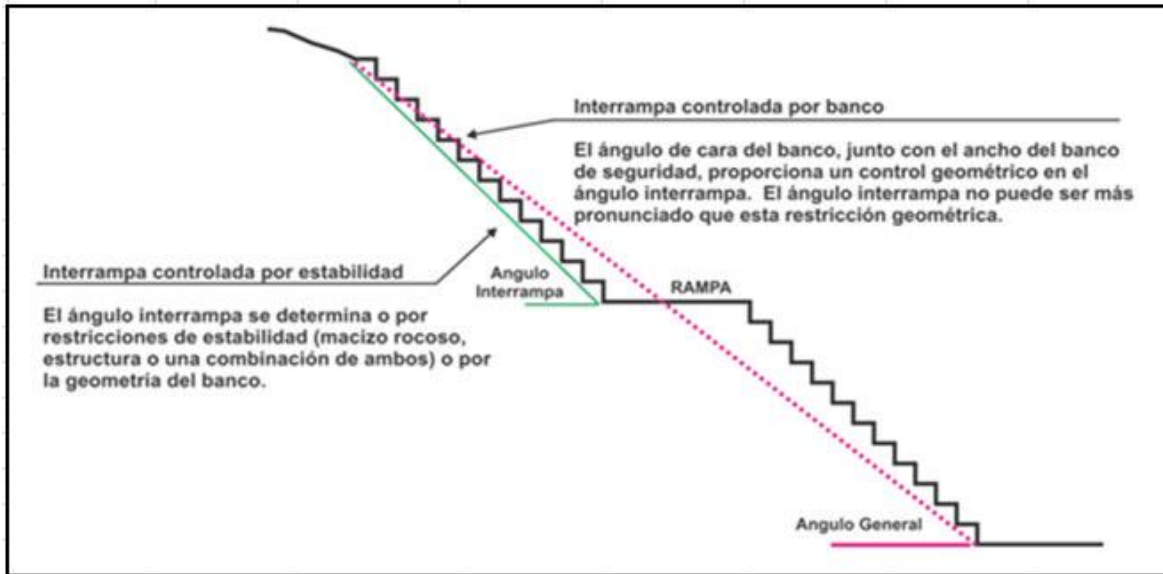 Interrampa controlada por banco
El ángulo de cara del banco, junto con el ancho del banco
de seguridad, proporciona un control geométrico en el
ángulo interrampa.  El ángulo interrampa no puede ser más
pronunciado que esta restricción geométrica.
Interrampa controlada por estabilidad
El ángulo interrampa se determina o por
restricciones de estabilidad (macizo rocoso,
estructura o una combinación de ambos) o por
la geometría del banco.
Angulo
Interrampa
RAMPA
Angulo General